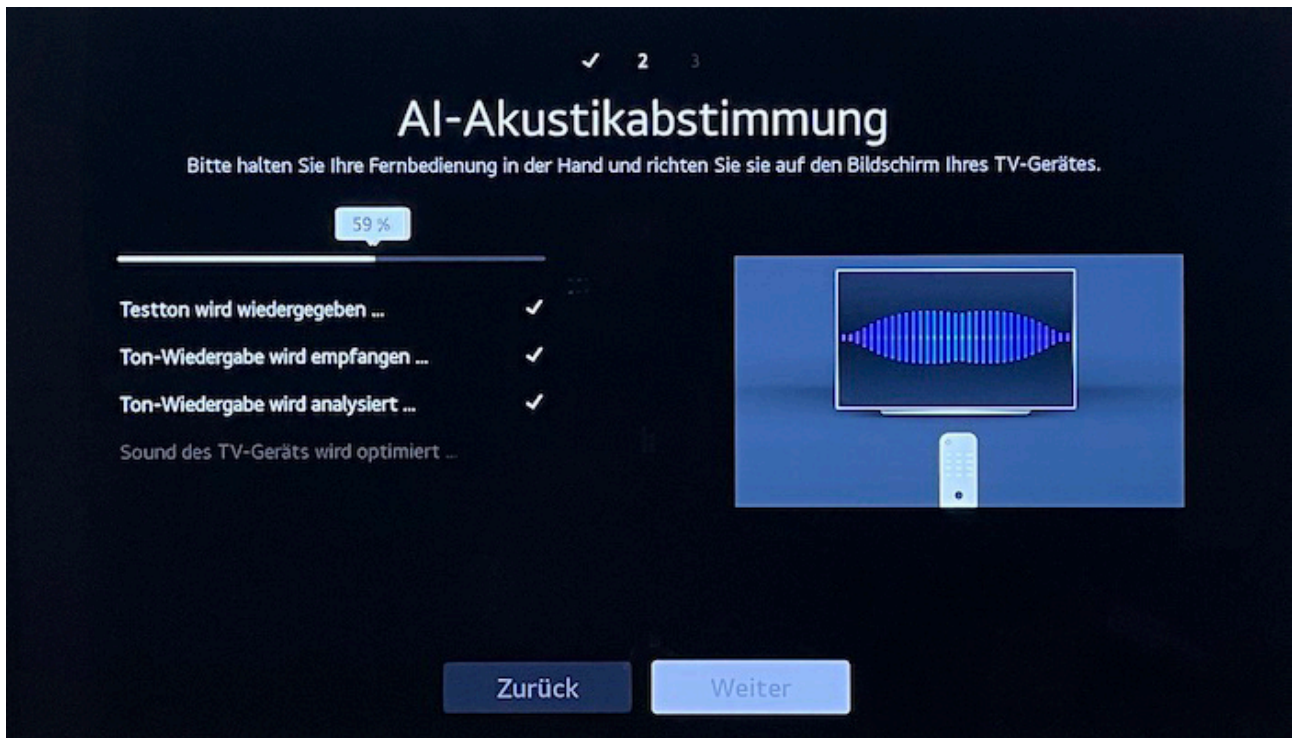 2 3
AI-Akustikabstimmung
Bitte halten Sie Ihre Fernbedienung in der Hand und richten Sie sie auf den Bildschirm Ihres TV-Gerätes.
59 %
Testton wird wiedergegeben ...
Ton-Wiedergabe wird empfangen ...
Ton-Wiedergabe wird analysiert ...
Sound des TV-Geräts wird optimiert ...
Zurück Weiter